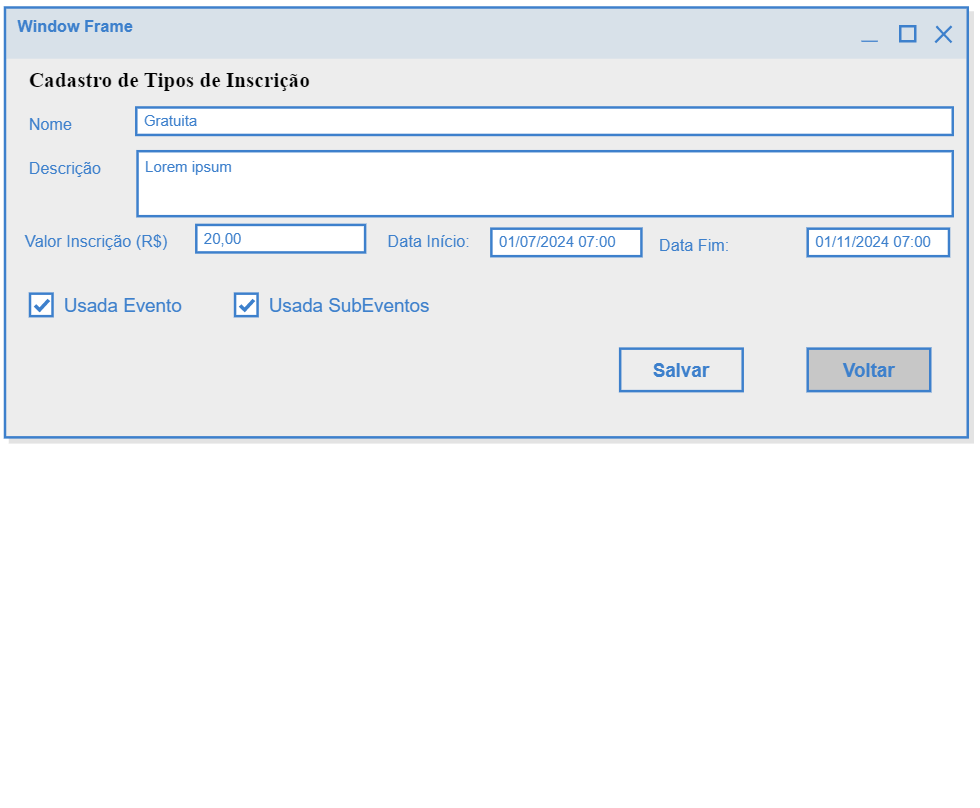 Window Frame
Cadastro de Tipos de Inscrição
Nome
Gratuita
Descrição
Lorem ipsum
Valor Inscrição (R$)
20,00
Data Início:
01/07/2024 07:00
Data Fim:
01/11/2024 07:00
Usada Evento
Usada SubEventos
Salvar
Voltar